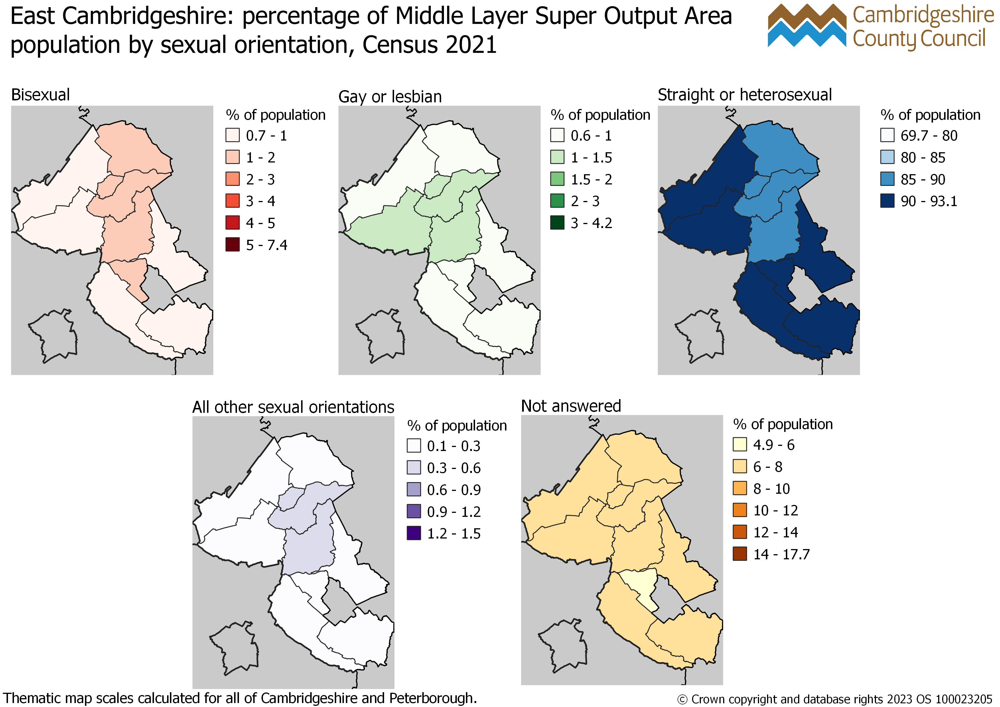 East Cambridgeshire: percentage of Middle Layer Super Output Area
population by sexual orientation, Census 2021
Cambridgeshire
County Council
Bisexual
% of population
0.7 - 1
1 - 2
2 - 3
3 - 4
4 - 5
5 - 7.4
Gay or lesbian
% of population
0.6 - 1
1 - 1.5
1.5 - 2
2 - 3
3 - 4.2
Straight or heterosexual
% of population
69.7 - 80
80 - 85
85 - 90
90 - 93.1
All other sexual orientations
% of population
0.1 - 0.3
0.3 - 0.6
0.6 - 0.9
0.9 - 1.2
1.2 - 1.5
Not answered
% of population
4.9 - 6
6 - 8
8 - 10
10 - 12
12 - 14
14 - 17.7
Thematic map scales calculated for all of Cambridgeshire and Peterborough.
© Crown copyright and database rights 2023 OS 100023205